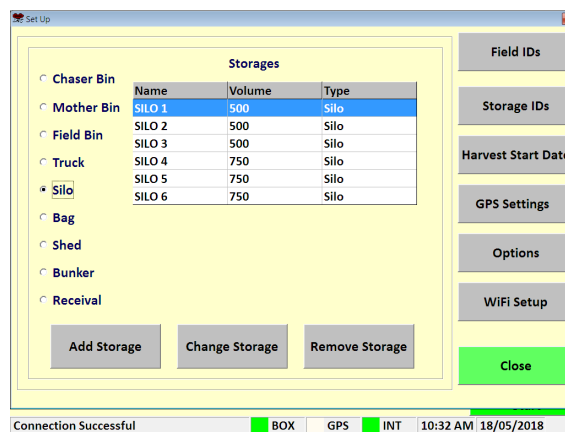 Set Up
Storages
Chaser Bin
Mother Bin
Field Bin
Truck
Silo
Bag
Shed
Bunker
Receival
Name Volume Type
SILO 1 500 Silo
SILO 2 500 Silo
SILO 3 500 Silo
SILO 4 750 Silo
SILO 5 750 Silo
SILO 6 750 Silo
Add Storage
Change Storage
Remove Storage
Field IDs
Storage IDs
Harvest Start Date
GPS Settings
Options
WiFi Setup
Close
Connection Successful BOX GPS INT 10:32 AM 18/05/2018